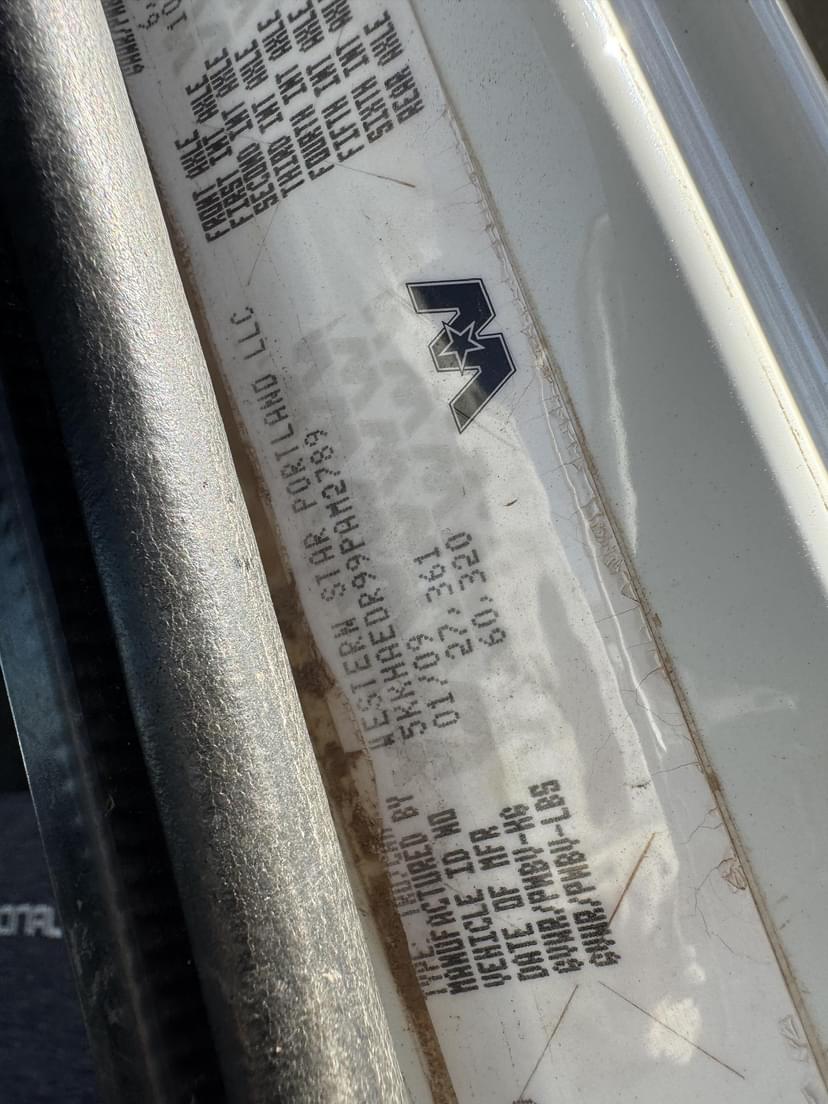 TYPE
MANUFACTURED BY WESTERN STAR PORTLAND LLC
VEHICLE ID NO 5KKHAEDR99PAM2789
DATE OF MFR 01/09
GVWR/PNBV-KG 27,361
GVWR/PNBV-LBS 60,320
FRNT AXLE
FIRST INT AXLE
SECOND INT AXLE
THIRD INT AXLE
FOURTH INT AXLE
FIFTH INT AXLE
SIXTH INT AXLE
REAR AXLE